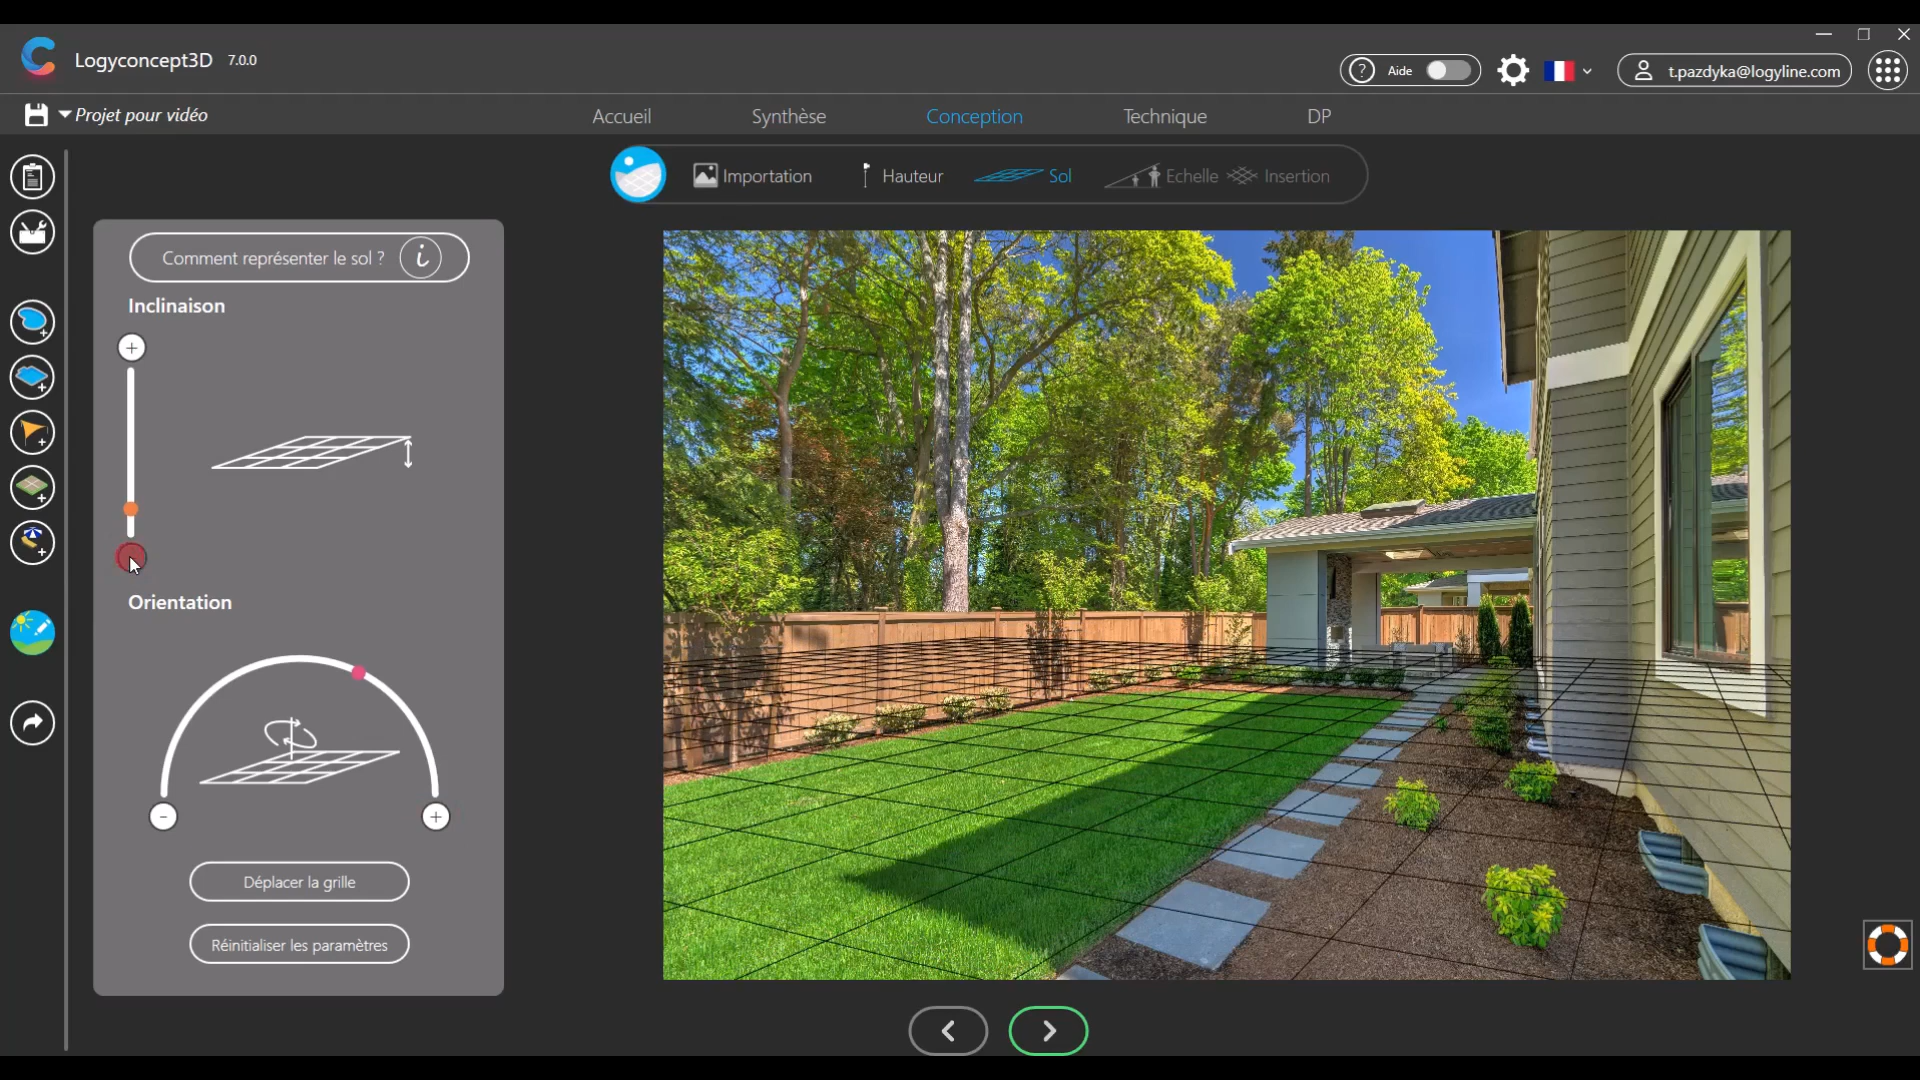 Logyconcept3D 7.0.0
? Aide
t.pazdyka@logyline.com
Projet pour vidéo
Accueil Synthèse Conception Technique DP
Importation Hauteur Sol Echelle Insertion
Comment représenter le sol ? i
Inclinaison
+
Orientation
- +
Déplacer la grille
Réinitialiser les paramètres